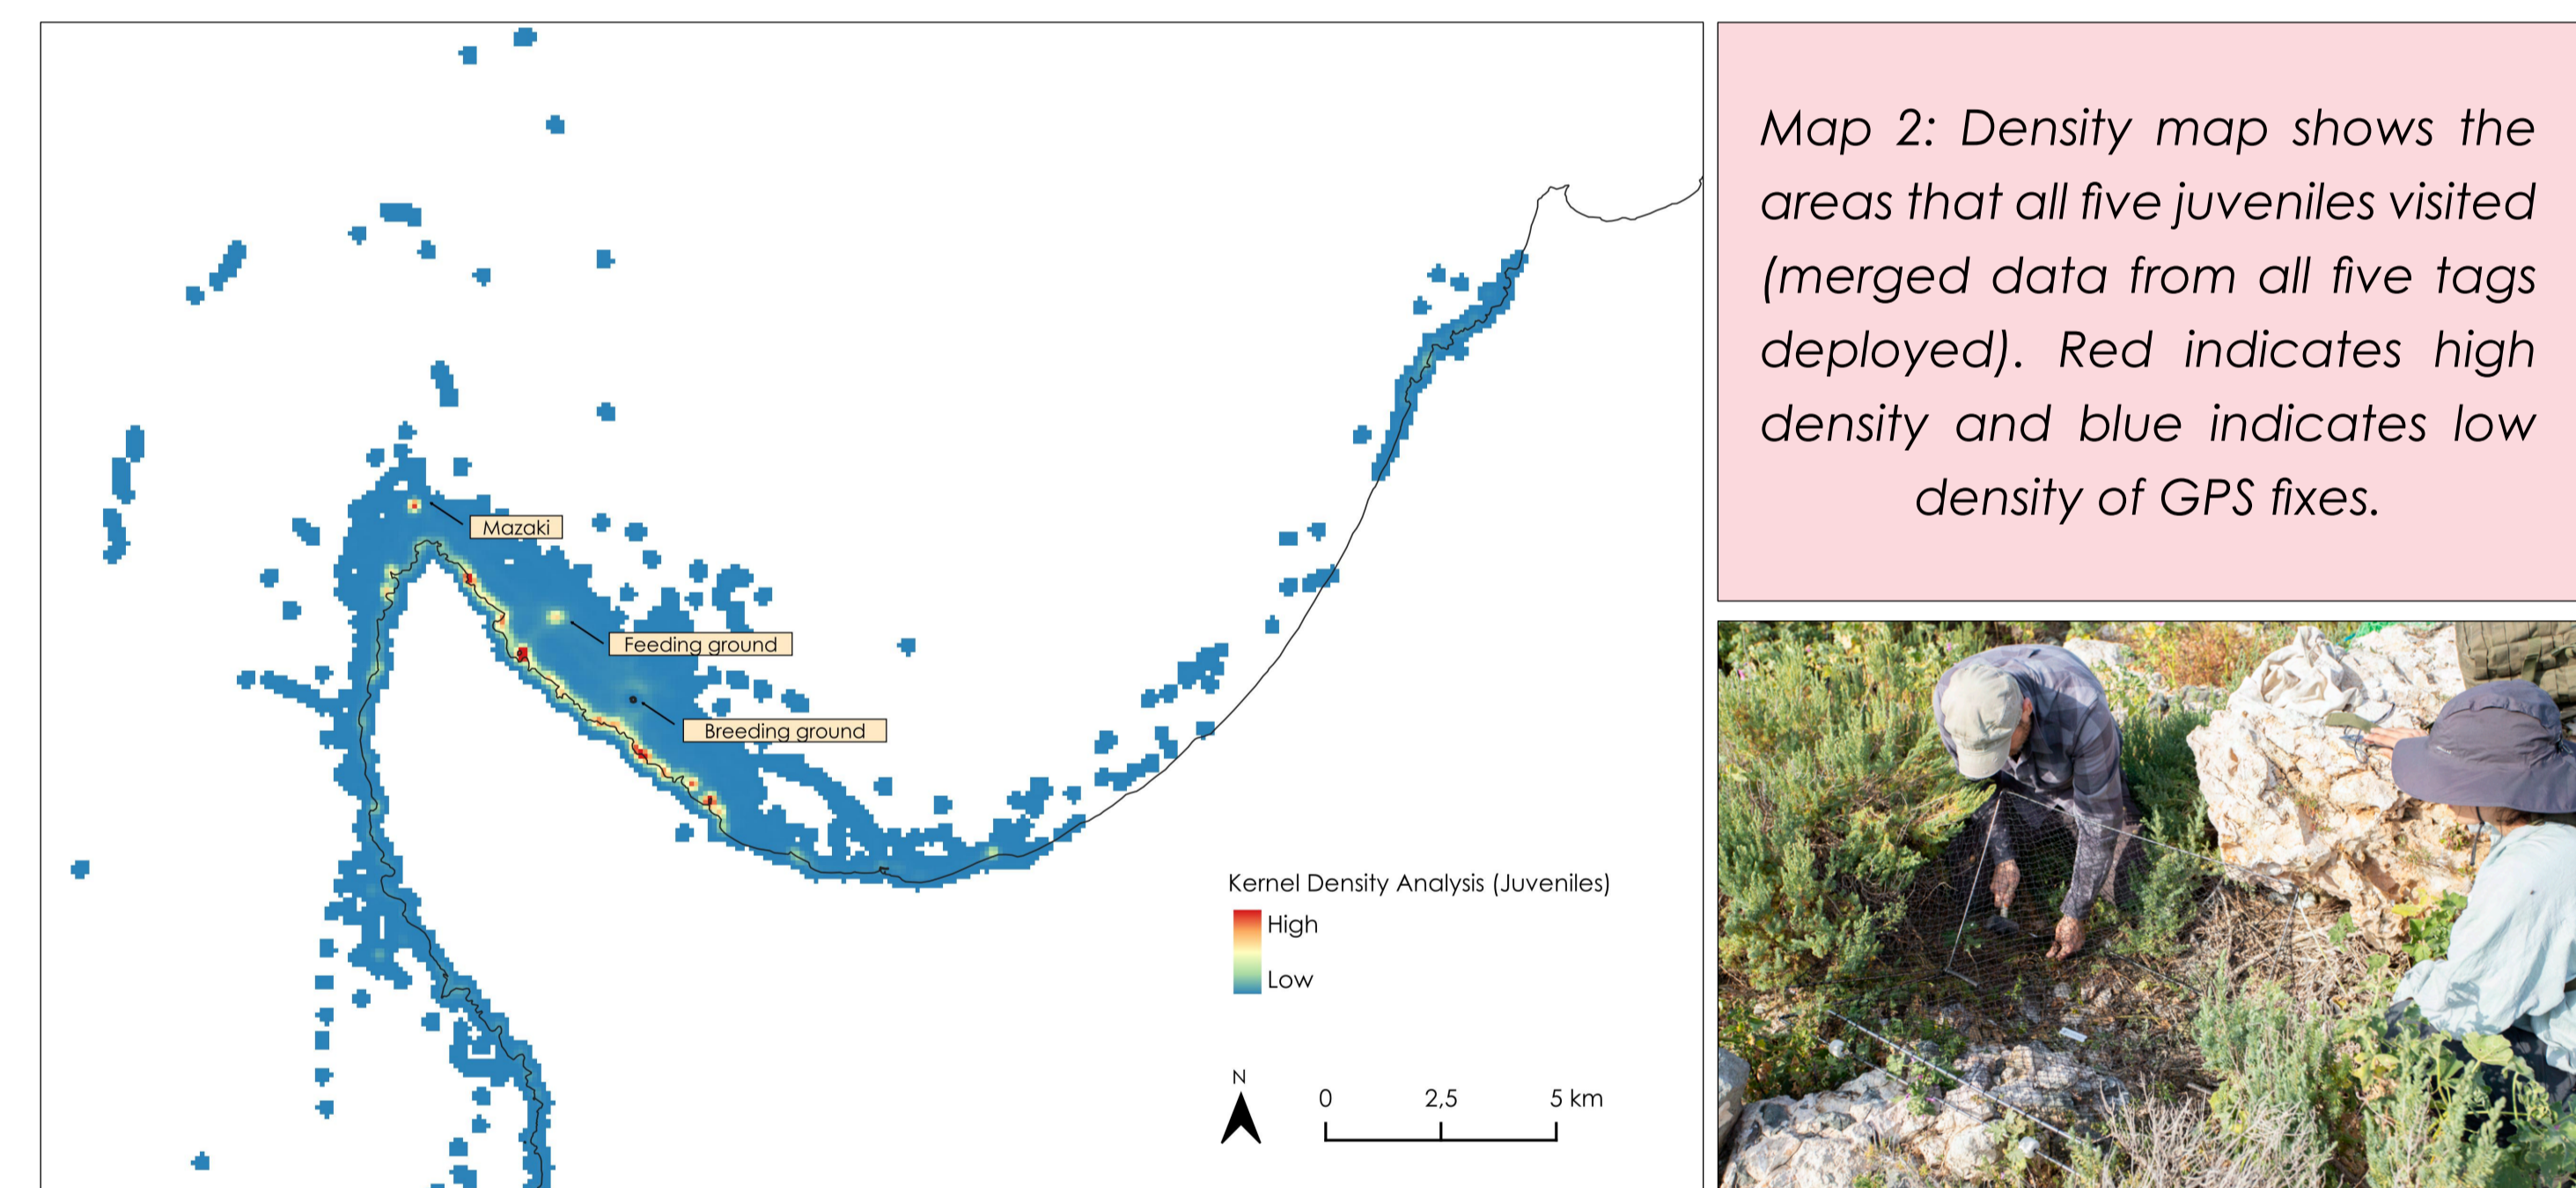 Map 2: Density map shows the
areas that all five juveniles visited
(merged data from all five tags
deployed). Red indicates high
density and blue indicates low
density of GPS fixes.
Mazaki
Feeding ground
Breeding ground
Kernel Density Analysis (Juveniles)
High
Low
N
0 2,5 5 km